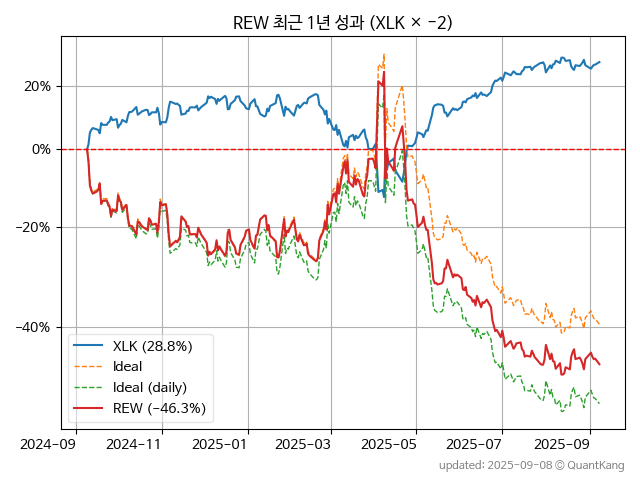 REW 최근 1년 성과 (XLK × −2)
20%
0%
−20%
−40%
XLK (28.8%)
Ideal
Ideal (daily)
REW (−46.3%)
2024−09 2024−11 2025−01 2025−03 2025−05 2025−07 2025−09
updated: 2025−09−08 © QuantKang